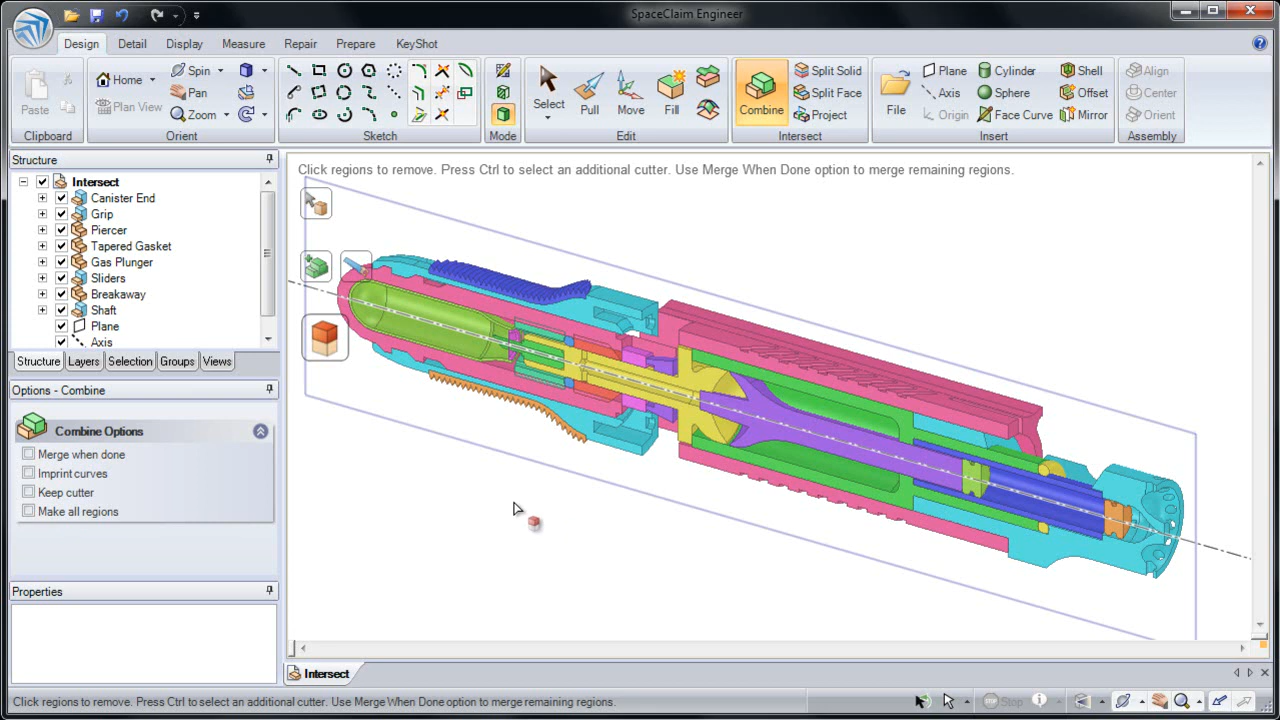 SpaceClaim Engineer
Design Detail Display Measure Repair Prepare KeyShot
Paste
Clipboard
Home
Plan View
Spin
Pan
Zoom
Orient
Sketch
Mode
Select
Pull
Move
Fill
Edit
Combine
Split Solid
Split Face
Project
Intersect
File
Plane
Axis
Origin
Cylinder
Sphere
Face Curve
Shell
Offset
Mirror
Insert
Align
Center
Orient
Assembly
Structure
Intersect
Canister End
Grip
Piercer
Tapered Gasket
Gas Plunger
Sliders
Breakaway
Shaft
Plane
Axis
Structure Layers Selection Groups Views
Options - Combine
Combine Options
Merge when done
Imprint curves
Keep cutter
Make all regions
Properties
Click regions to remove. Press Ctrl to select an additional cutter. Use Merge When Done option to merge remaining regions.
Intersect
Click regions to remove. Press Ctrl to select an additional cutter. Use Merge When Done option to merge remaining regions.
Stop